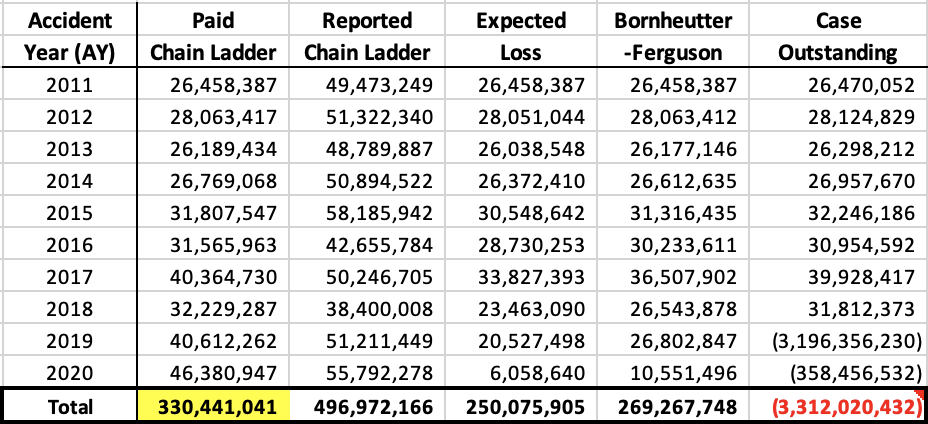 Accident Paid Reported Expected Bornheutter Case
Year (AY) Chain Ladder Chain Ladder Loss -Ferguson Outstanding
2011 26,458,387 49,473,249 26,458,387 26,458,387 26,470,052
2012 28,063,417 51,322,340 28,051,044 28,063,412 28,124,829
2013 26,189,434 48,789,887 26,038,548 26,177,146 26,298,212
2014 26,769,068 50,894,522 26,372,410 26,612,635 26,957,670
2015 31,807,547 58,185,942 30,548,642 31,316,435 32,246,186
2016 31,565,963 42,655,784 28,730,253 30,233,611 30,954,592
2017 40,364,730 50,246,705 33,827,393 36,507,902 39,928,417
2018 32,229,287 38,400,008 23,463,090 26,543,878 31,812,373
2019 40,612,262 51,211,449 20,527,498 26,802,847 (3,196,356,230)
2020 46,380,947 55,792,278 6,058,640 10,551,496 (358,456,532)
Total 330,441,041 496,972,166 250,075,905 269,267,748 (3,312,020,432)